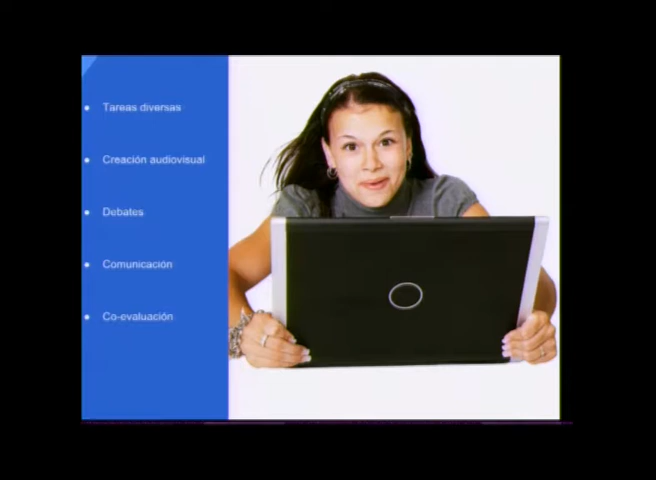 Tareas diversas
Creación audiovisual
Debates
Comunicación
Co-evaluación